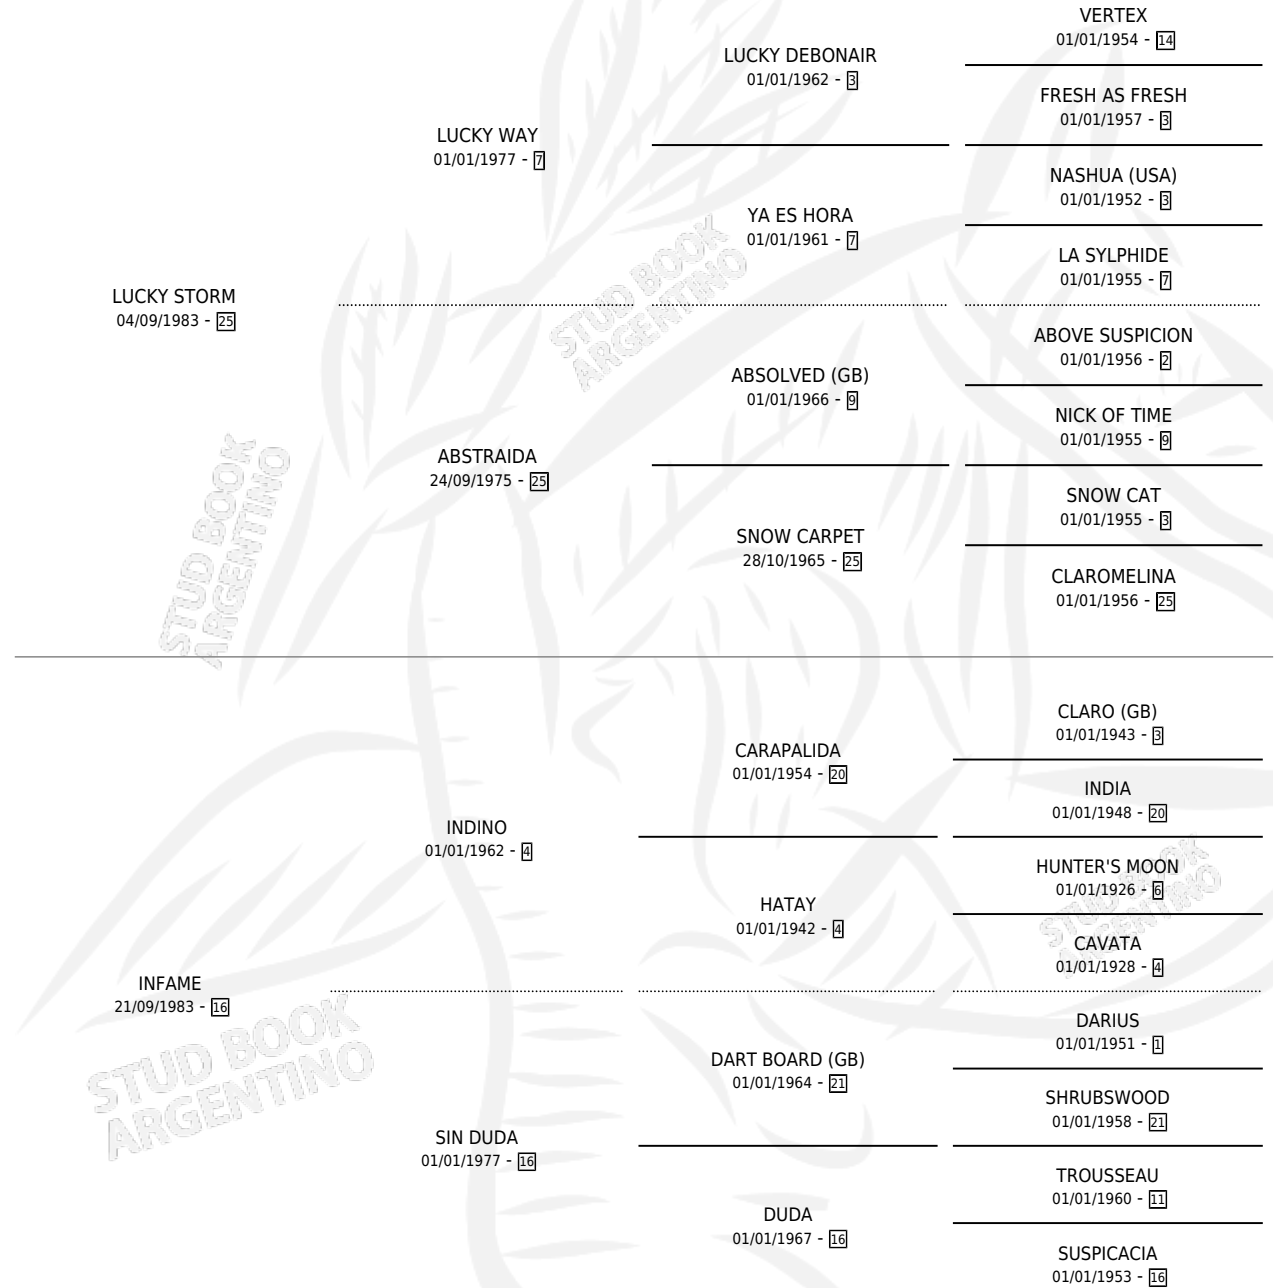 VERTEX
01/01/1954 - 14
LUCKY DEBONAIR
01/01/1962 - 3
FRESH AS FRESH
01/01/1957 - 3
LUCKY WAY
01/01/1977 - 7
NASHUA (USA)
01/01/1952 - 3
YA ES HORA
01/01/1961 - 7
LA SYLPHIDE
01/01/1955 - 7
LUCKY STORM
04/09/1983 - 25
ABOVE SUSPICION
01/01/1956 - 2
ABSOLVED (GB)
01/01/1966 - 9
NICK OF TIME
01/01/1955 - 9
ABSTRAIDA
24/09/1975 - 25
SNOW CAT
01/01/1955 - 3
SNOW CARPET
28/10/1965 - 25
CLAROMELINA
01/01/1956 - 25
CLARO (GB)
01/01/1943 - 3
CARAPALIDA
01/01/1954 - 20
INDIA
01/01/1948 - 20
INDINO
01/01/1962 - 4
HUNTER'S MOON
01/01/1926 - 6
HATAY
01/01/1942 - 4
CAVATA
01/01/1928 - 4
INFAME
21/09/1983 - 16
DARIUS
01/01/1951 - 1
DART BOARD (GB)
01/01/1964 - 21
SHRUBSWOOD
01/01/1958 - 21
SIN DUDA
01/01/1977 - 16
TROUSSEAU
01/01/1960 - 11
DUDA
01/01/1967 - 16
SUSPICACIA
01/01/1953 - 16
STUD BOOK
ARGENTINO
STUD BOOK
ARGENTINO
STUD BOOK
ARGENTINO
STUD BOOK
ARGENTINO